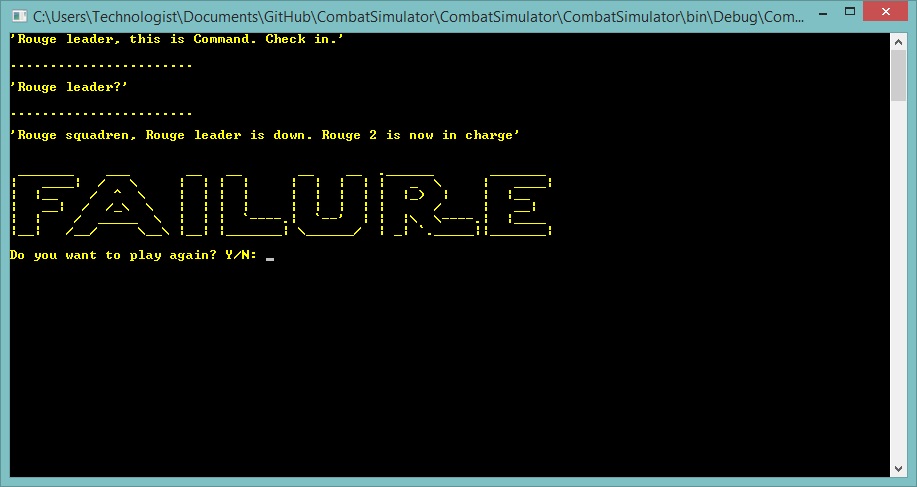 C:\Users\Technologist\Documents\GitHub\CombatSimulator\CombatSimulator\CombatSimulator\bin\Debug\Com...
'Rouge leader, this is Command. Check in.'
.......................
'Rouge leader?'
.......................
'Rouge squadren, Rouge leader is down. Rouge 2 is now in charge'
FAILURE
Do you want to play again? Y/N: _